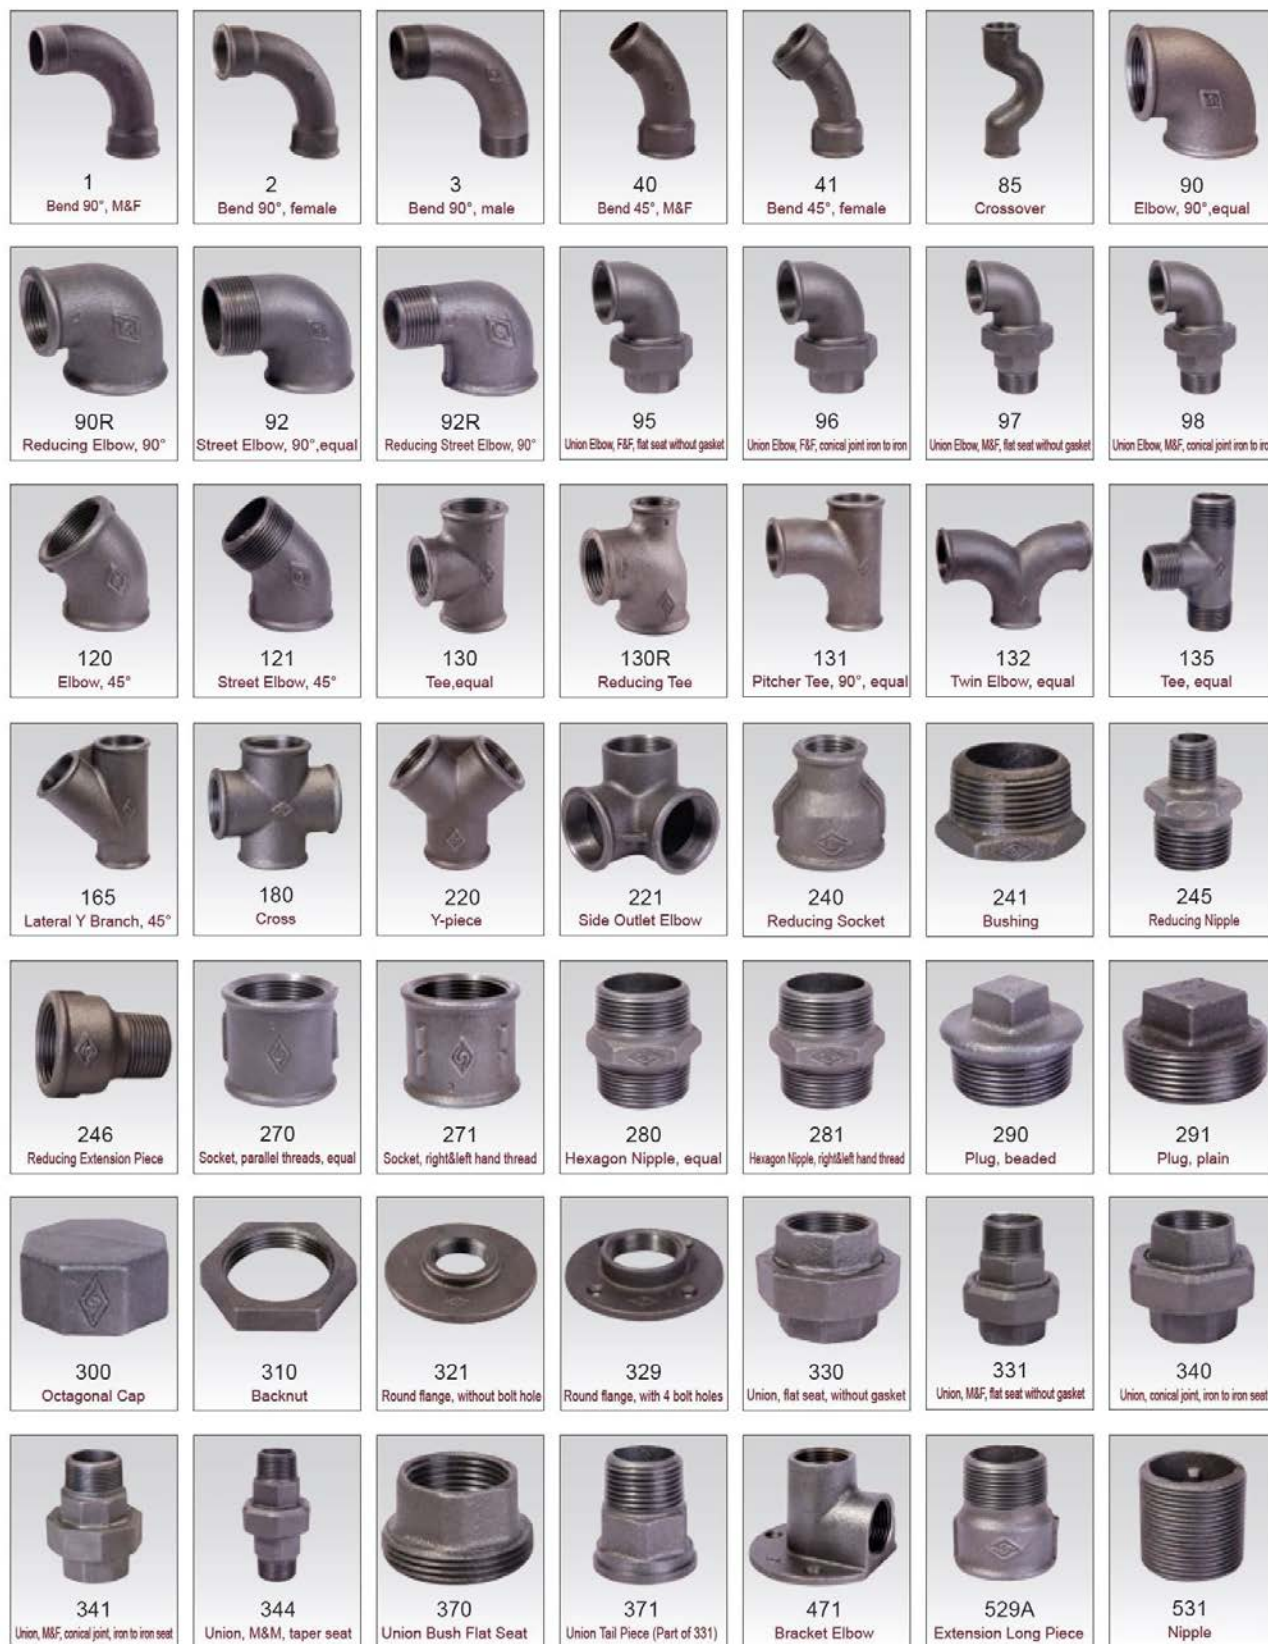 1
Bend 90°, M&F
2
Bend 90°, female
3
Bend 90°, male
40
Bend 45°, M&F
41
Bend 45°, female
85
Crossover
90
Elbow, 90°,equal
90R
Reducing Elbow, 90°
92
Street Elbow, 90°,equal
92R
Reducing Street Elbow, 90°
95
Union Elbow, F&F, flat seat without gasket
96
Union Elbow, F&F, conical joint iron to iron
97
Union Elbow, M&F, flat seat without gasket
98
Union Elbow, M&F, conical joint iron to iro
120
Elbow, 45°
121
Street Elbow, 45°
130
Tee,equal
130R
Reducing Tee
131
Pitcher Tee, 90°, equal
132
Twin Elbow, equal
135
Tee, equal
165
Lateral Y Branch, 45°
180
Cross
220
Y-piece
221
Side Outlet Elbow
240
Reducing Socket
241
Bushing
245
Reducing Nipple
246
Reducing Extension Piece
270
Socket, parallel threads, equal
271
Socket, right&left hand thread
280
Hexagon Nipple, equal
281
Hexagon Nipple, right&left hand thread
290
Plug, beaded
291
Plug, plain
300
Octagonal Cap
310
Backnut
321
Round flange, without bolt hole
329
Round flange, with 4 bolt holes
330
Union, flat seat, without gasket
331
Union, M&F, flat seat without gasket
340
Union, conical joint, iron to iron seat
341
Union, M&F, conical joint, iron to iron seat
344
Union, M&M, taper seat
370
Union Bush Flat Seat
371
Union Tail Piece (Part of 331)
471
Bracket Elbow
529A
Extension Long Piece
531
Nipple